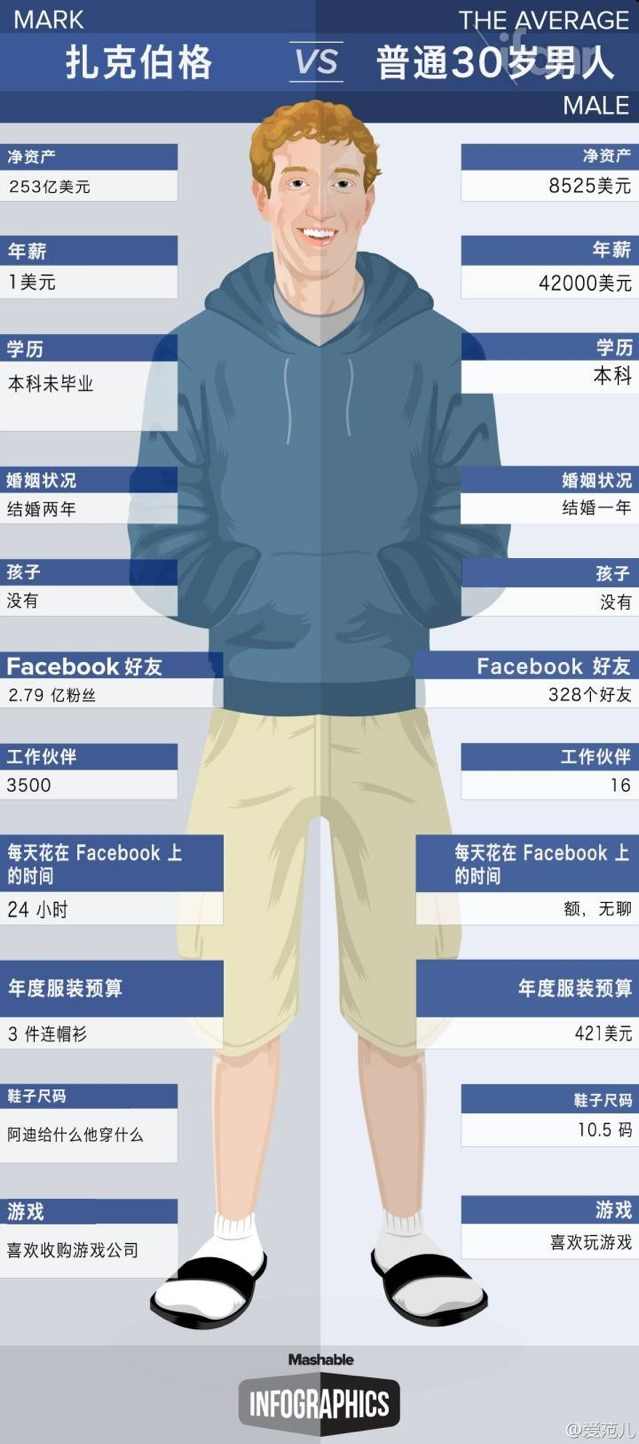 MARK
THE AVERAGE
扎克伯格
VS
普通30岁男人
ifanr
MALE
净资产
253亿美元
净资产
8525美元
年薪
1美元
年薪
42000美元
学历
本科未毕业
学历
本科
婚姻状况
结婚两年
婚姻状况
结婚一年
孩子
没有
孩子
没有
Facebook 好友
2.79 亿粉丝
Facebook 好友
328个好友
工作伙伴
3500
工作伙伴
16
每天花在 Facebook 上
的时间
24 小时
每天花在 Facebook 上
的时间
额，无聊
年度服装预算
3 件连帽衫
年度服装预算
421美元
鞋子尺码
阿迪给什么他穿什么
鞋子尺码
10.5 码
游戏
喜欢收购游戏公司
游戏
喜欢玩游戏
Mashable
INFOGRAPHICS
@爱范儿